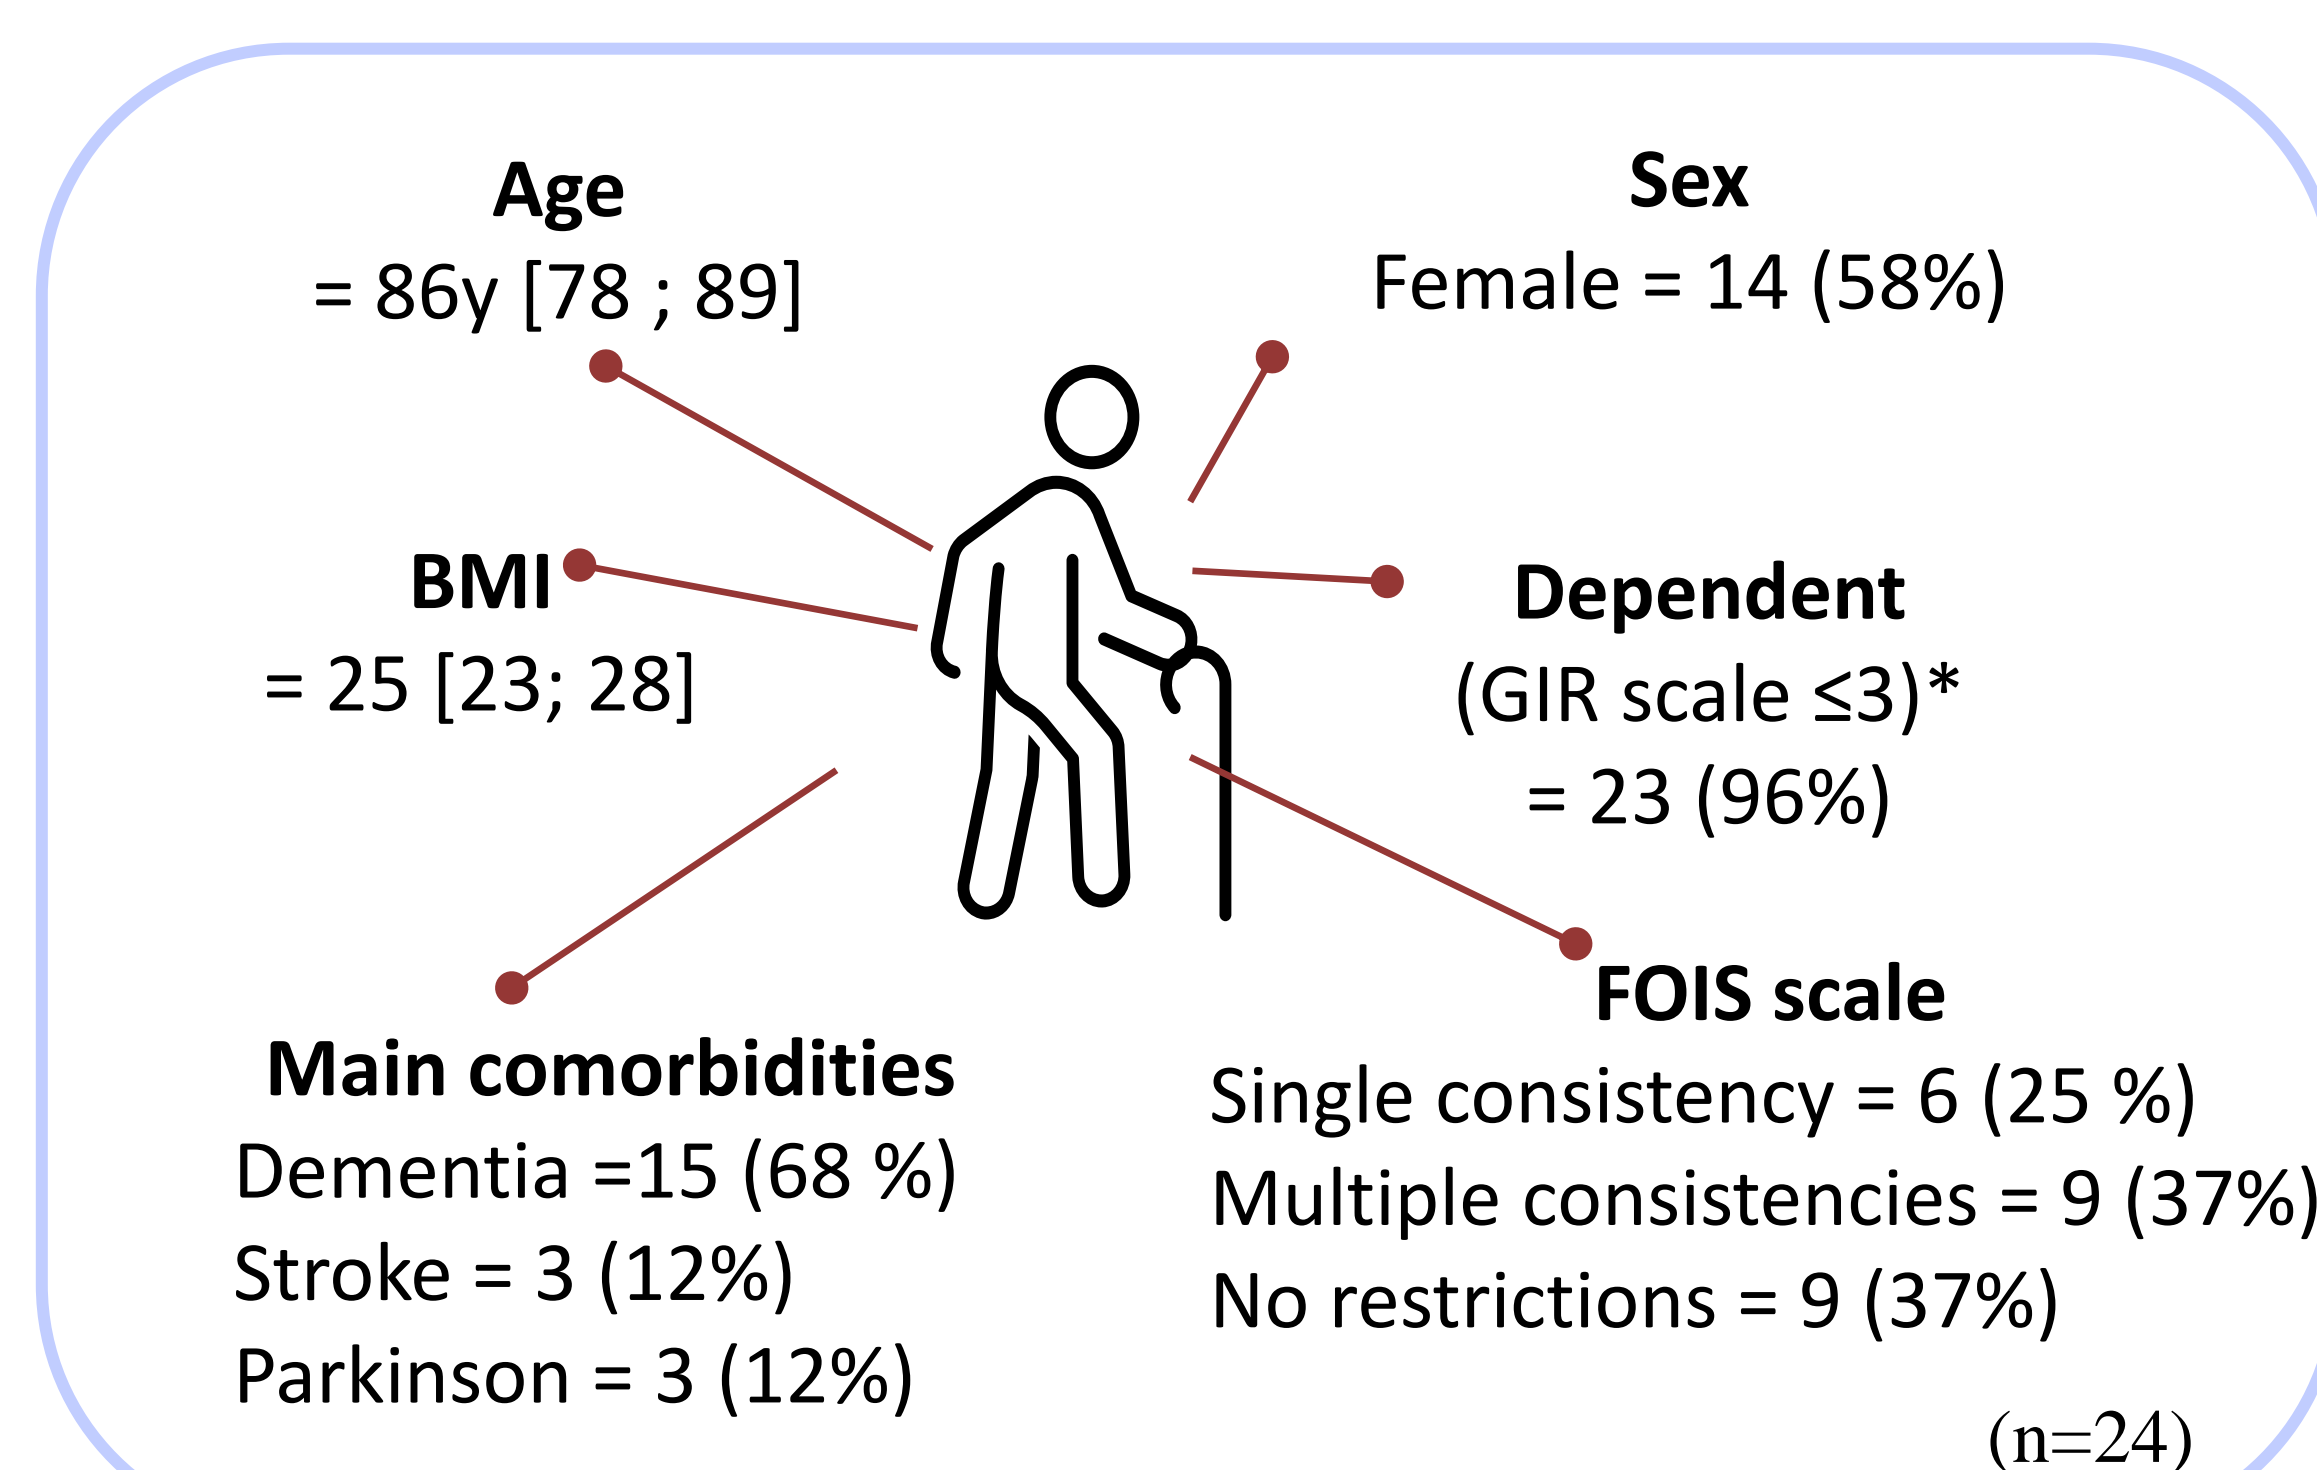 Age
= 86y [78 ; 89]
Sex
Female = 14 (58%)
BMI
= 25 [23; 28]
Dependent
(GIR scale ≤3)*
= 23 (96%)
Main comorbidities
Dementia =15 (68 %)
Stroke = 3 (12%)
Parkinson = 3 (12%)
FOIS scale
Single consistency = 6 (25 %)
Multiple consistencies = 9 (37%)
No restrictions = 9 (37%)
(n=24)